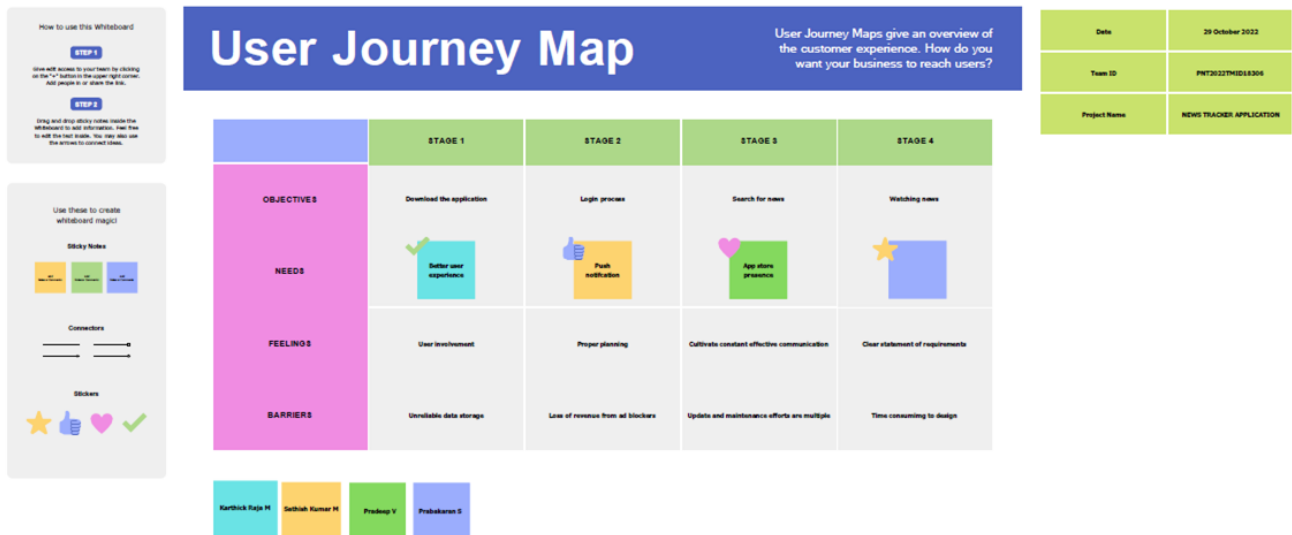 How to use this Whiteboard
STEP 1
Give edit access to your team by clicking
on the "+" button in the upper right corner.
Add people in or share the link.
STEP 2
Drag and drop sticky notes inside the
Whiteboard to add information. Feel free
to edit the text inside. You may also use
the arrows to connect ideas.
Use these to create
whiteboard magic!
Sticky Notes
Connectors
Stickers
User Journey Map
User Journey Maps give an overview of
the customer experience. How do you
want your business to reach users?
Date 29 October 2022
Team ID PNT2022TMID18306
Project Name NEWS TRACKER APPLICATION
STAGE 1 STAGE 2 STAGE 3 STAGE 4
OBJECTIVES Download the application Login process Search for news Watching news
NEEDS
Better user
experience
Push
notifcation
App store
presence
FEELINGS User involvement Proper planning Cultivate constant effective communication Clear statement of requirements
BARRIERS Unreliable data storage Loss of revenue from ad blockers Update and maintenance efforts are multiple Time consumimg to design
Karthick Raja M Sathish Kumar M Pradeep V Prabakaran S